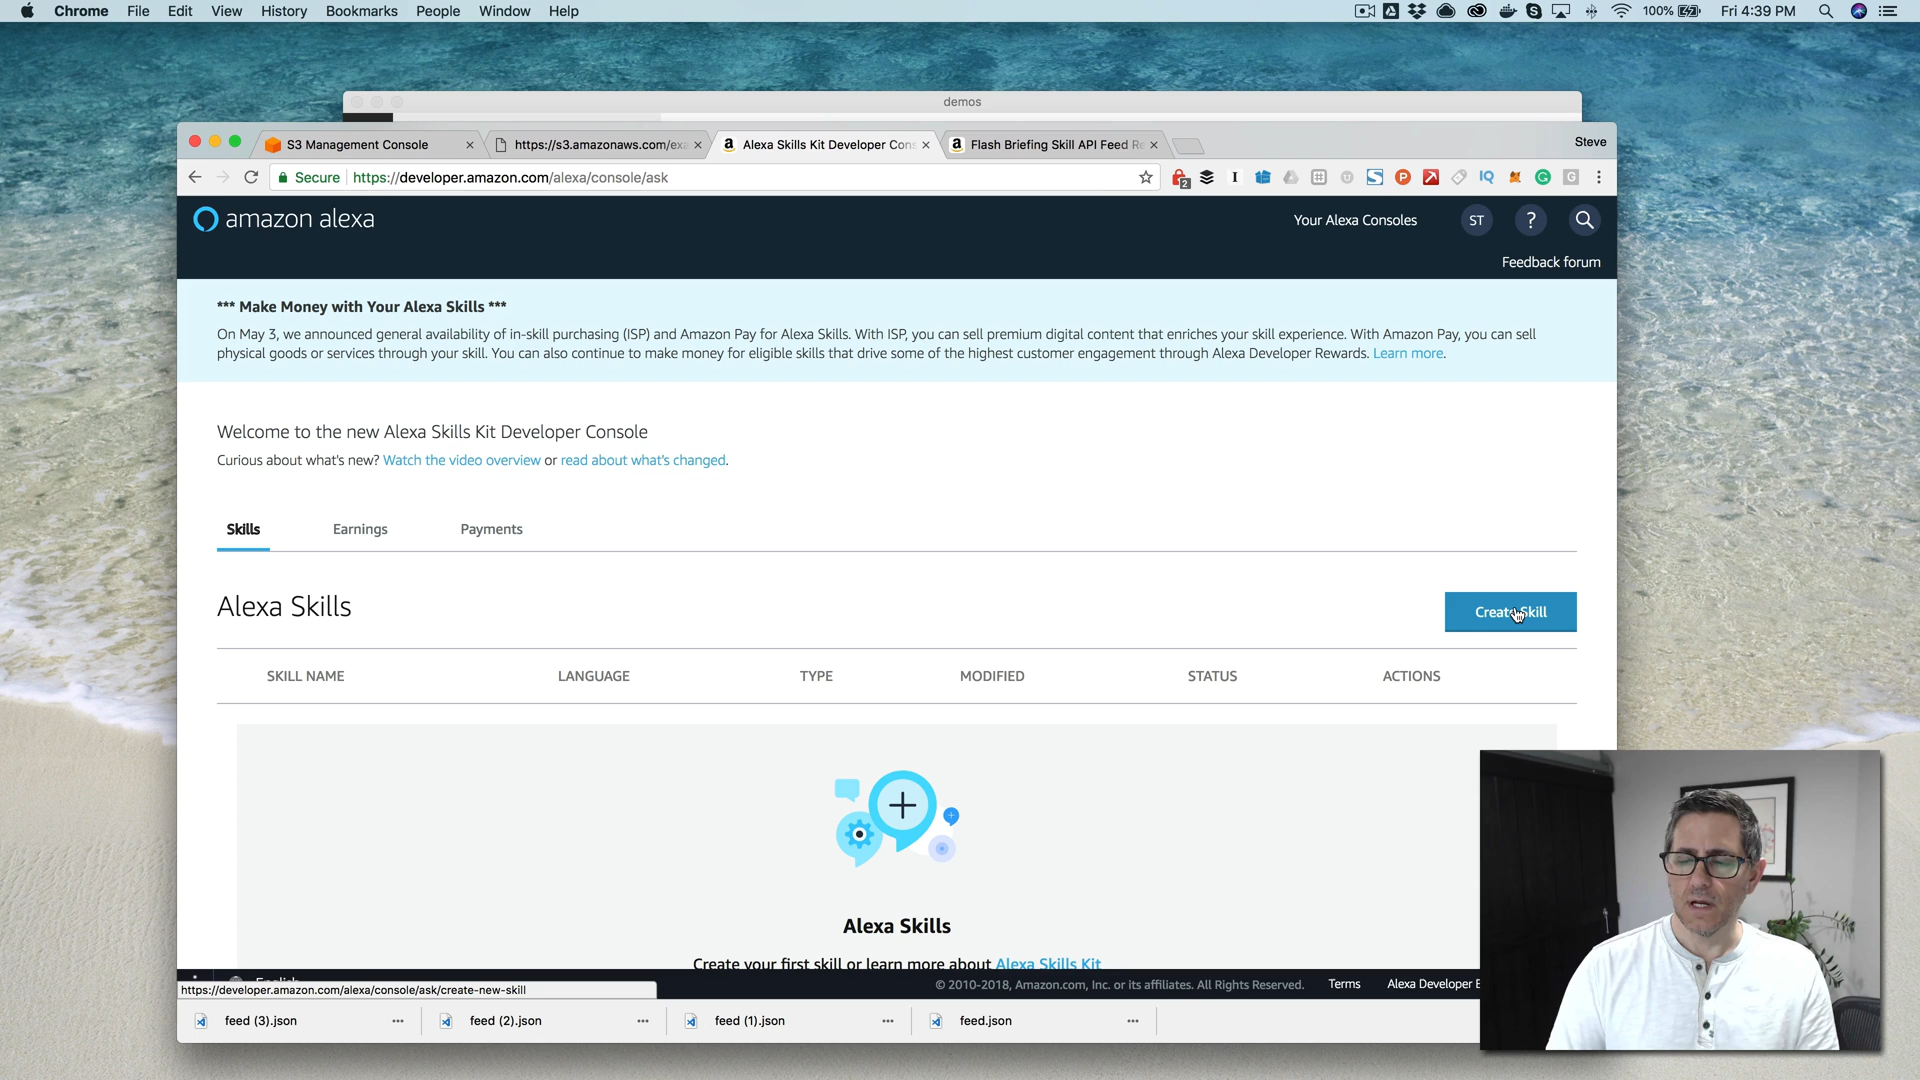 Chrome File Edit View History Bookmarks People Window Help
100% Fri 4:39 PM
demos
S3 Management Console
https://s3.amazonaws.com/exa
Alexa Skills Kit Developer Cons
Flash Briefing Skill API Feed Re
Steve
Secure https://developer.amazon.com/alexa/console/ask
2
amazon alexa
Your Alexa Consoles
ST
?
Feedback forum
*** Make Money with Your Alexa Skills ***
On May 3, we announced general availability of in-skill purchasing (ISP) and Amazon Pay for Alexa Skills. With ISP, you can sell premium digital content that enriches your skill experience. With Amazon Pay, you can sell
physical goods or services through your skill. You can also continue to make money for eligible skills that drive some of the highest customer engagement through Alexa Developer Rewards. Learn more.
Welcome to the new Alexa Skills Kit Developer Console
Curious about what's new? Watch the video overview or read about what's changed.
Skills Earnings Payments
Alexa Skills
Create Skill
SKILL NAME LANGUAGE TYPE MODIFIED STATUS ACTIONS
Alexa Skills
Create your first skill or learn more about Alexa Skills Kit
English
https://developer.amazon.com/alexa/console/ask/create-new-skill
© 2010-2018, Amazon.com, Inc. or its affiliates. All Rights Reserved. Terms Alexa Developer
feed (3).json
feed (2).json
feed (1).json
feed.json